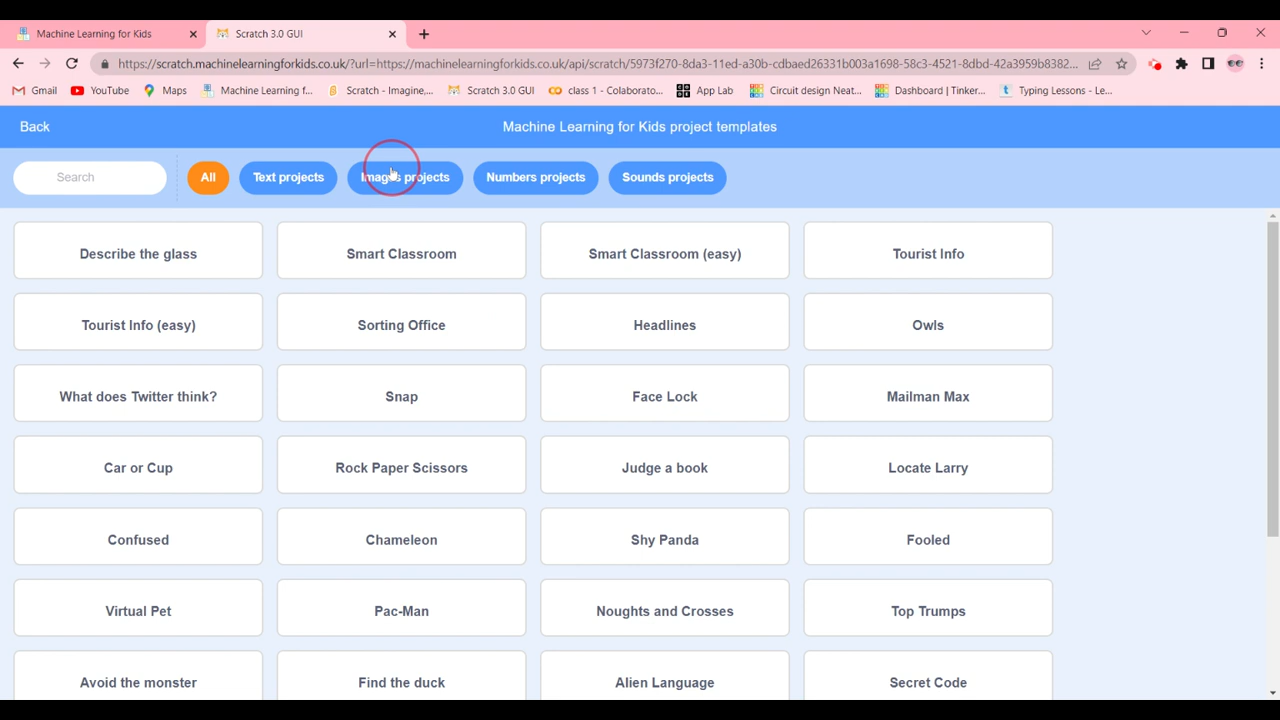 Machine Learning for Kids
Scratch 3.0 GUI
https://scratch.machinelearningforkids.co.uk/?url=https://machinelearningforkids.co.uk/api/scratch/5973f270-8da3-11ed-a30b-cdbaed26331b003a1698-58c3-4521-8dbd-42a3959b8382...
Gmail YouTube Maps Machine Learning f... Scratch - Imagine,... Scratch 3.0 GUI class 1 - Colaborato... App Lab Circuit design Neat... Dashboard | Tinker... Typing Lessons - Le...
Back
Machine Learning for Kids project templates
Search
All
Text projects
Images projects
Numbers projects
Sounds projects
Describe the glass
Smart Classroom
Smart Classroom (easy)
Tourist Info
Tourist Info (easy)
Sorting Office
Headlines
Owls
What does Twitter think?
Snap
Face Lock
Mailman Max
Car or Cup
Rock Paper Scissors
Judge a book
Locate Larry
Confused
Chameleon
Shy Panda
Fooled
Virtual Pet
Pac-Man
Noughts and Crosses
Top Trumps
Avoid the monster
Find the duck
Alien Language
Secret Code